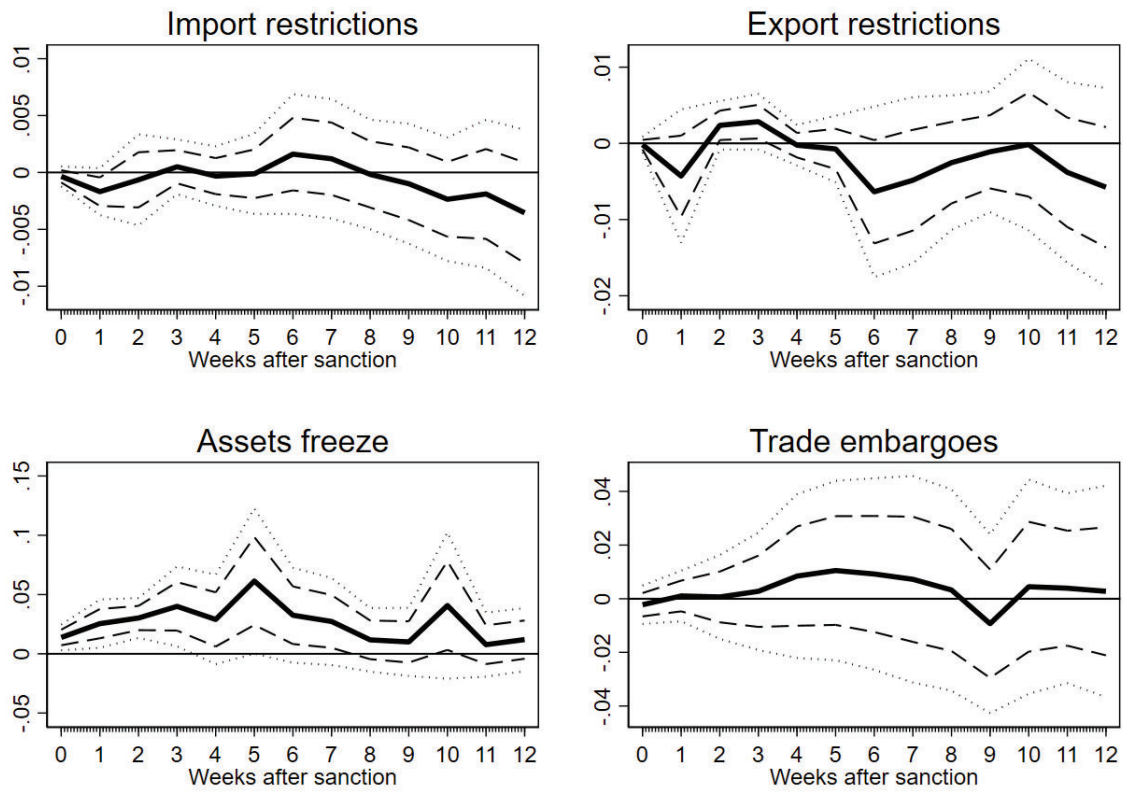 Import restrictions
.01
.005
0
-.005
-.01
0 1 2 3 4 5 6 7 8 9 10 11 12
Weeks after sanction
Export restrictions
.01
0
-.01
-.02
0 1 2 3 4 5 6 7 8 9 10 11 12
Weeks after sanction
Assets freeze
.15
.1
.05
0
-.05
0 1 2 3 4 5 6 7 8 9 10 11 12
Weeks after sanction
Trade embargoes
.04
.02
0
-.02
-.04
0 1 2 3 4 5 6 7 8 9 10 11 12
Weeks after sanction